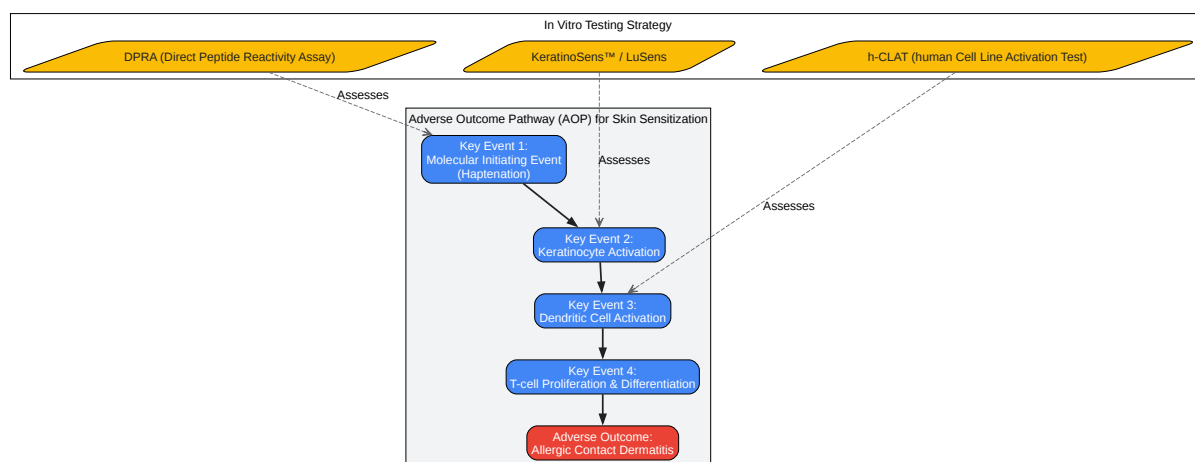 In Vitro Testing Strategy
DPRA (Direct Peptide Reactivity Assay)
KeratinoSens™ / LuSens
h-CLAT (human Cell Line Activation Test)
Assesses
Adverse Outcome Pathway (AOP) for Skin Sensitization
Key Event 1:
Molecular Initiating Event
(Haptenation)
Assesses
Assesses
Key Event 2:
Keratinocyte Activation
Key Event 3:
Dendritic Cell Activation
Key Event 4:
T-cell Proliferation & Differentiation
Adverse Outcome:
Allergic Contact Dermatitis